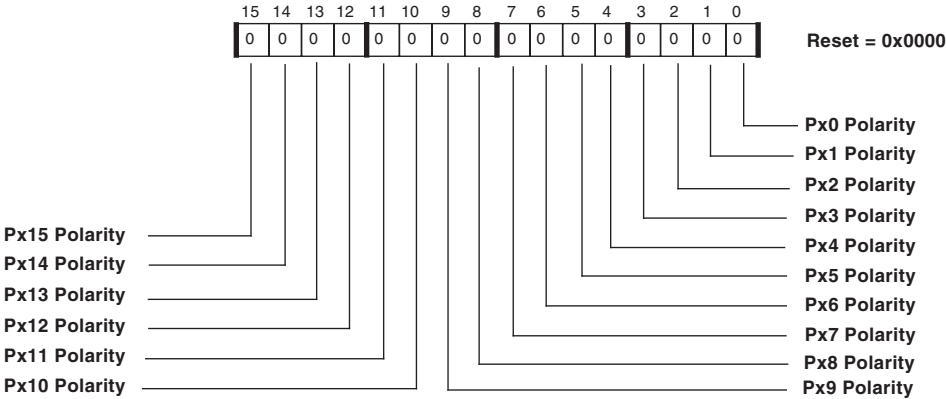 15 14 13 12 11 10 9 8 7 6 5 4 3 2 1 0
0 0 0 0 0 0 0 0 0 0 0 0 0 0 0 0 Reset = 0x0000
Px0 Polarity
Px1 Polarity
Px2 Polarity
Px3 Polarity
Px15 Polarity
Px4 Polarity
Px14 Polarity
Px5 Polarity
Px13 Polarity
Px6 Polarity
Px12 Polarity
Px7 Polarity
Px11 Polarity
Px8 Polarity
Px10 Polarity
Px9 Polarity